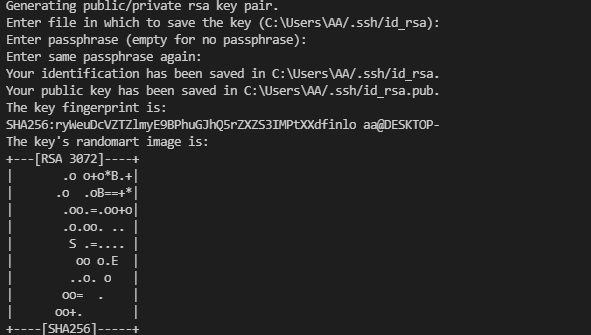 Generating public/private rsa key pair.
Enter file in which to save the key (C:\Users\AA/.ssh/id_rsa):
Enter passphrase (empty for no passphrase):
Enter same passphrase again:
Your identification has been saved in C:\Users\AA/.ssh/id_rsa.
Your public key has been saved in C:\Users\AA/.ssh/id_rsa.pub.
The key fingerprint is:
SHA256:ryWeuDcVZTZlmyE9BPhuGJhQ5rZXZS3IMPtXXdfinlo aa@DESKTOP-
The key's randomart image is:
+---[RSA 3072]----+
|       .o o+o*B.+|
|      .o  .oB==+*|
|       .oo.=.oo+o|
|       .o.oo. .. |
|        S .=.... |
|         oo o.E  |
|        ..o. o   |
|       oo=  .    |
|      oo+.       |
+----[SHA256]-----+